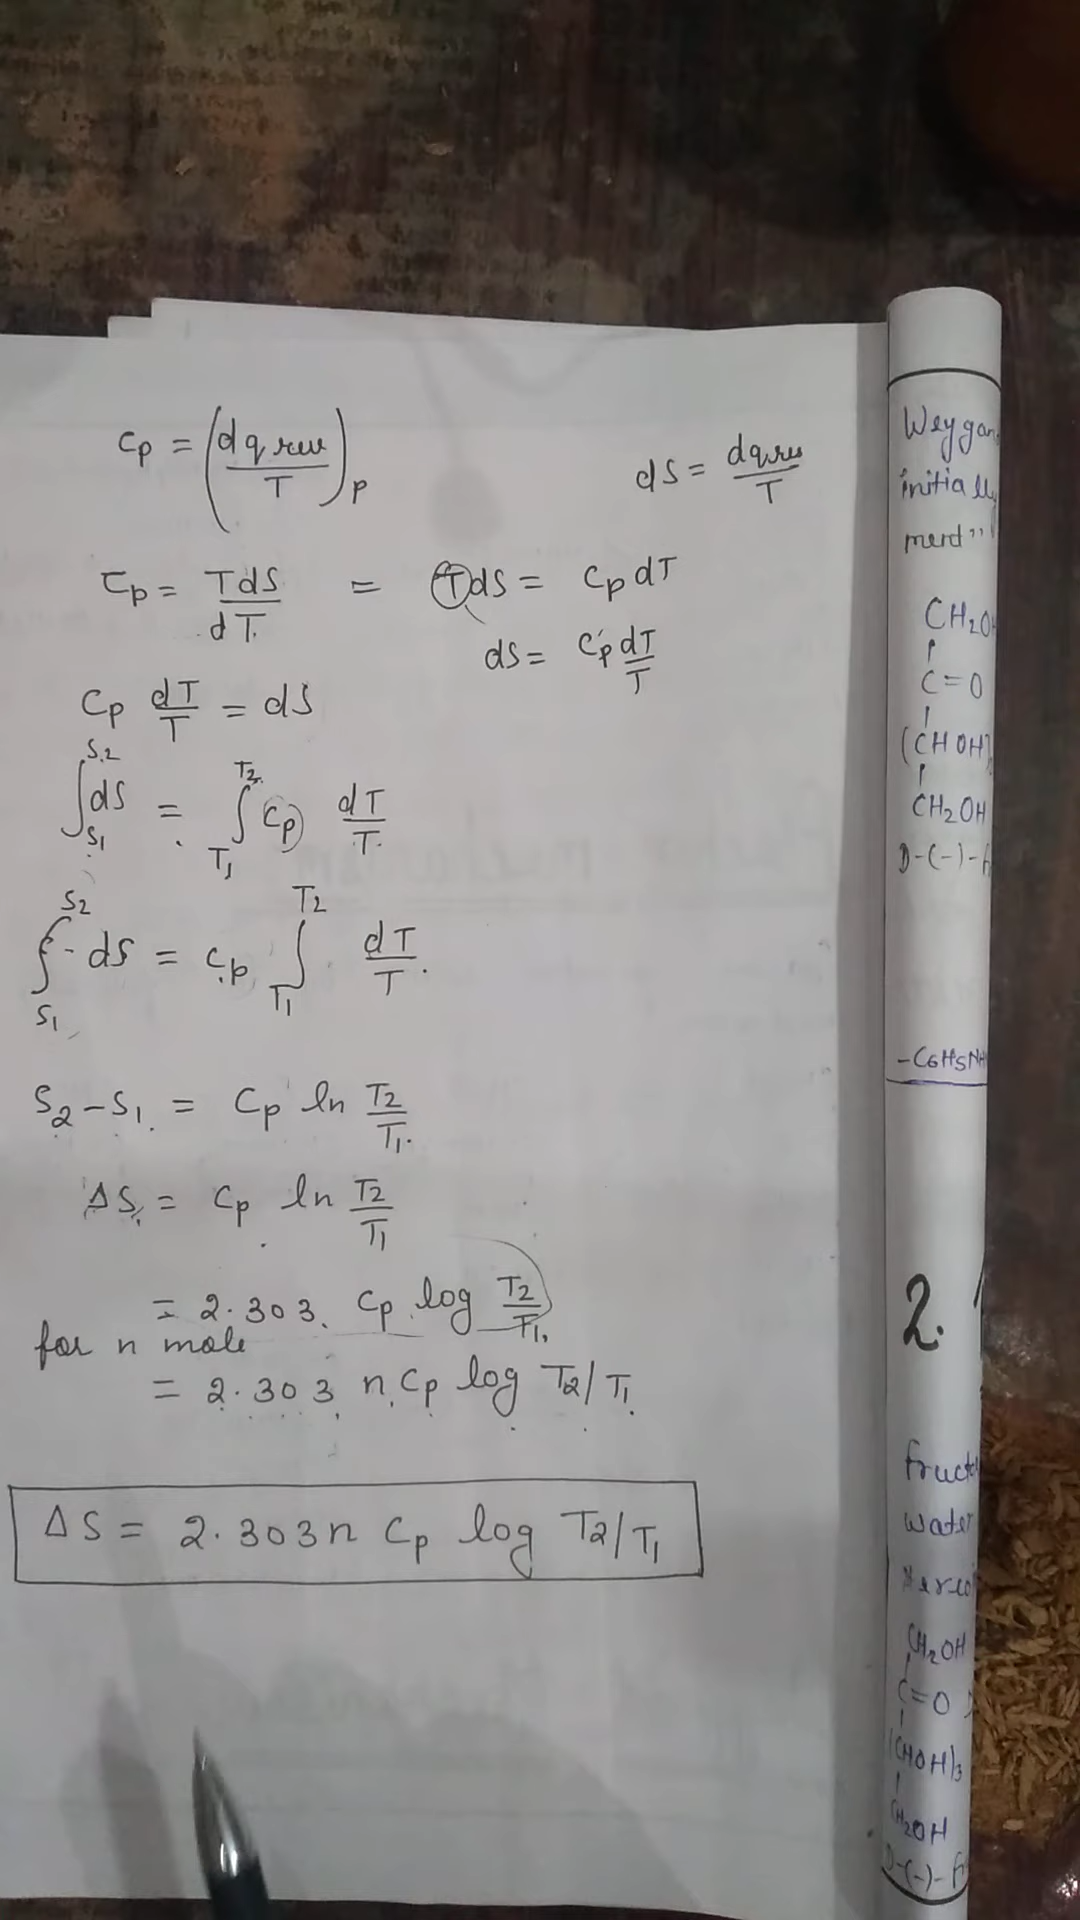 Cp = (dq rev / T)p    dS = dq rev / T
Cp = TdS / dT = TdS = Cp dT
dS = Cp dT / T
Cp dT / T = dS
∫S1^S2 dS = ∫T1^T2 Cp dT / T
∫S1^S2 dS = Cp ∫T1^T2 dT / T
S2 - S1 = Cp ln T2 / T1
ΔS = Cp ln T2 / T1
= 2.303 Cp log T2 / T1
for n mole
= 2.303 n Cp log T2/T1
ΔS = 2.303 n Cp log T2/T1
initially
CH2OH
C=O
(CHOH)
CH2OH
D-(-)-
-C6H5NH
2.
water
CH2OH
C=O
(CHOH)3
CH2OH
D-(-)-